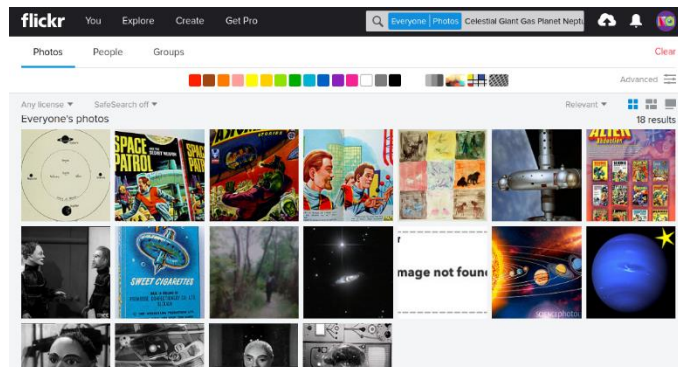 flickr You Explore Create Get Pro Everyone Photos Celestial Giant Gas Planet Neptu
Photos People Groups Clear
Advanced
Any license ▼ SafeSearch off ▼ Relevant ▼
Everyone's photos 18 results
SPACE PATROL
ALIEN
SWEET CIGARETTES
mage not foun